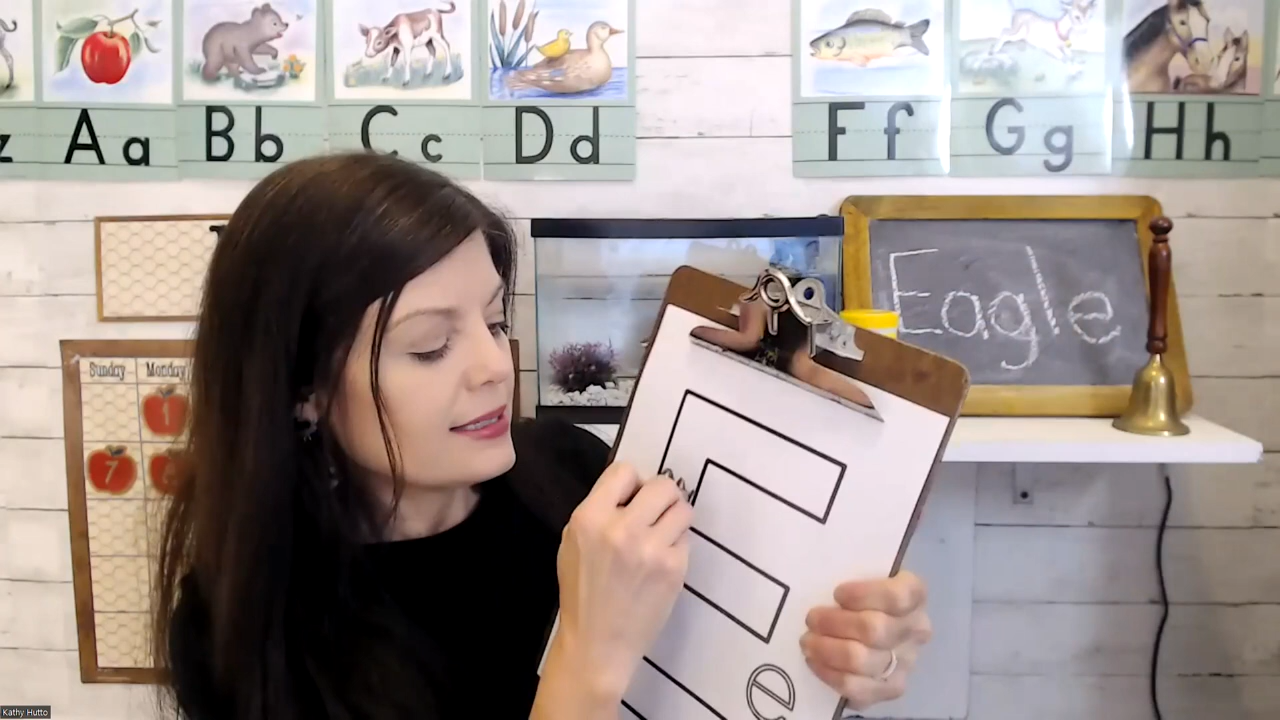 z
Aa
Bb
Cc
Dd
Ff
Gg
Hh
Eagle
Sunday
Monday
1
7
E
e
Kathy Hutto